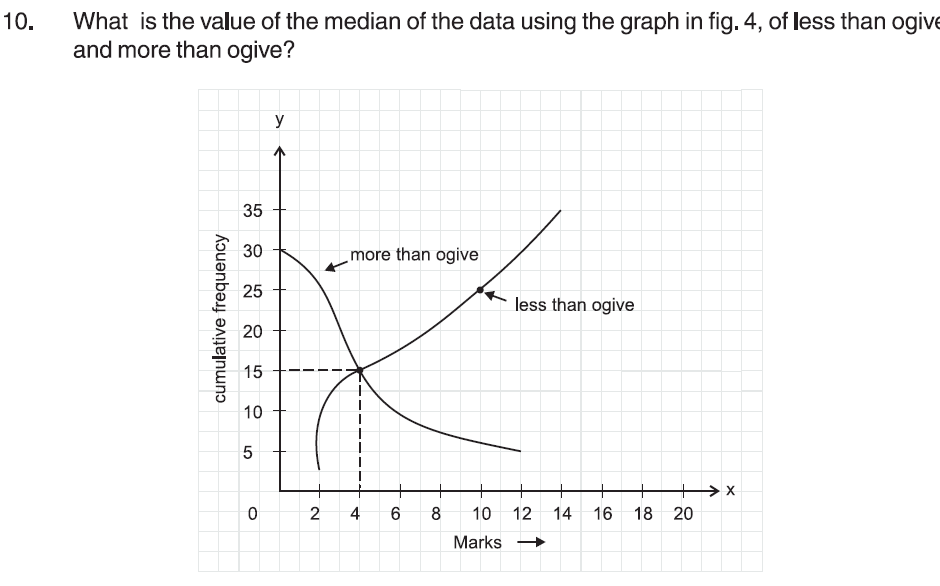 10. What is the value of the median of the data using the graph in fig. 4, of less than ogive
and more than ogive?
y
35
30
more than ogive
25
less than ogive
20
15
10
5
cumulative frequency
x
0 2 4 6 8 10 12 14 16 18 20
Marks